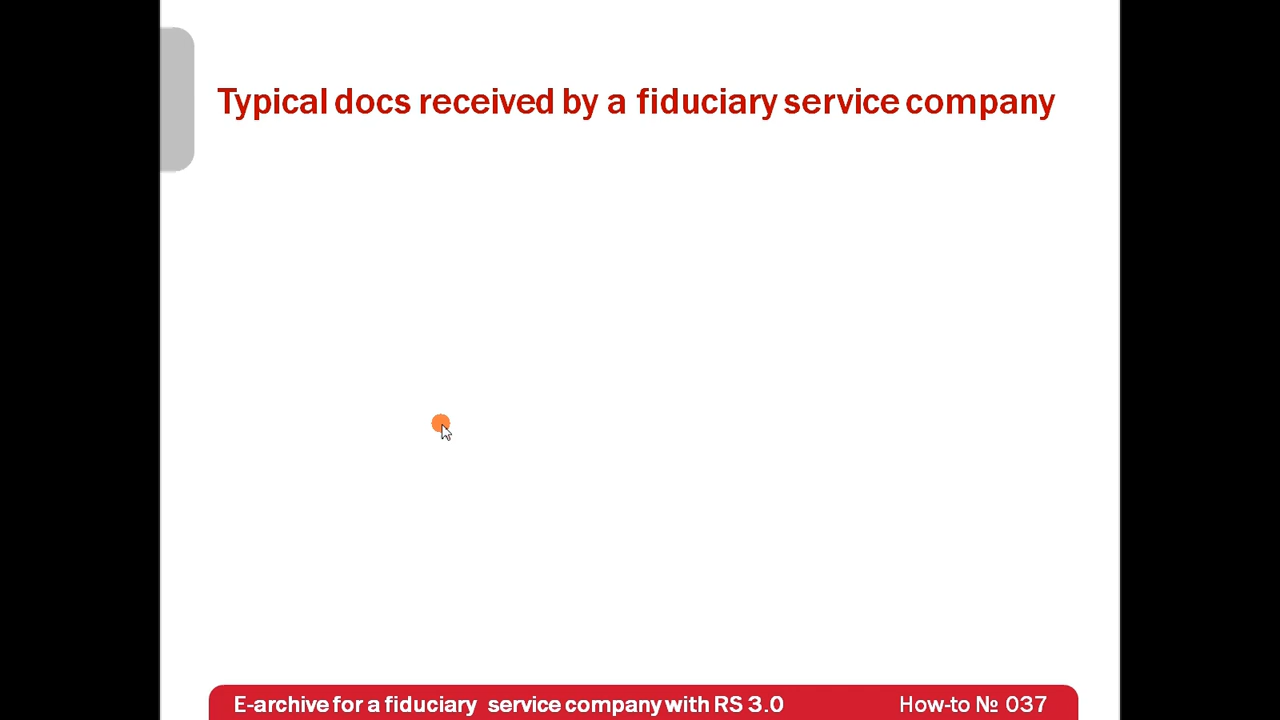 Typical docs received by a fiduciary service company
E-archive for a fiduciary service company with RS 3.0 How-to № 037